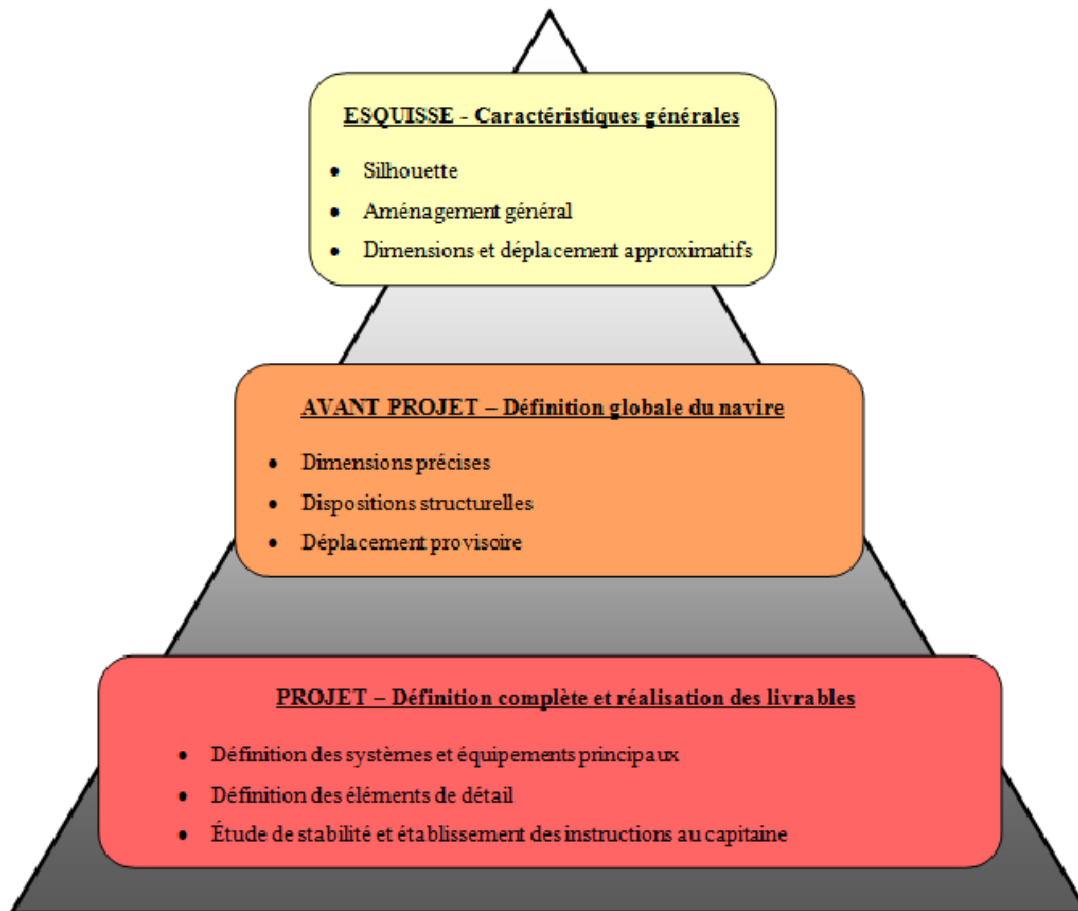 ESQUISSE - Caractéristiques générales
• Silhouette
• Aménagement général
• Dimensions et déplacement approximatifs
AVANT PROJET – Définition globale du navire
• Dimensions précises
• Dispositions structurelles
• Déplacement provisoire
PROJET – Définition complète et réalisation des livrables
• Définition des systèmes et équipements principaux
• Définition des éléments de détail
• Étude de stabilité et établissement des instructions au capitaine